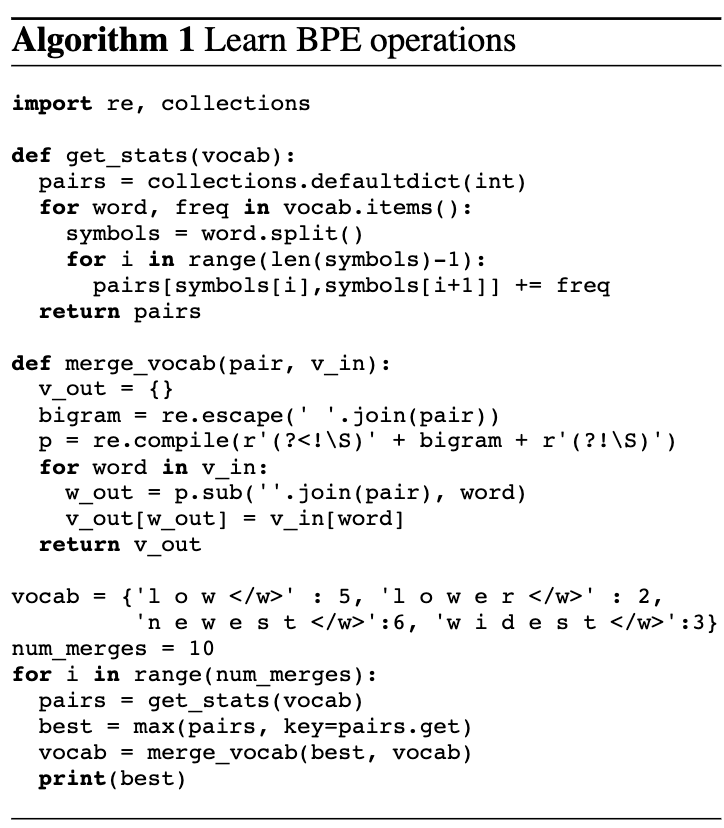 Algorithm 1 Learn BPE operations
import re, collections
def get_stats(vocab):
  pairs = collections.defaultdict(int)
  for word, freq in vocab.items():
    symbols = word.split()
    for i in range(len(symbols)-1):
      pairs[symbols[i],symbols[i+1]] += freq
  return pairs
def merge_vocab(pair, v_in):
  v_out = {}
  bigram = re.escape(' '.join(pair))
  p = re.compile(r'(?<!\S)' + bigram + r'(?!\S)')
  for word in v_in:
    w_out = p.sub(''.join(pair), word)
    v_out[w_out] = v_in[word]
  return v_out
vocab = {'l o w </w>' : 5, 'l o w e r </w>' : 2,
         'n e w e s t </w>':6, 'w i d e s t </w>':3}
num_merges = 10
for i in range(num_merges):
  pairs = get_stats(vocab)
  best = max(pairs, key=pairs.get)
  vocab = merge_vocab(best, vocab)
  print(best)